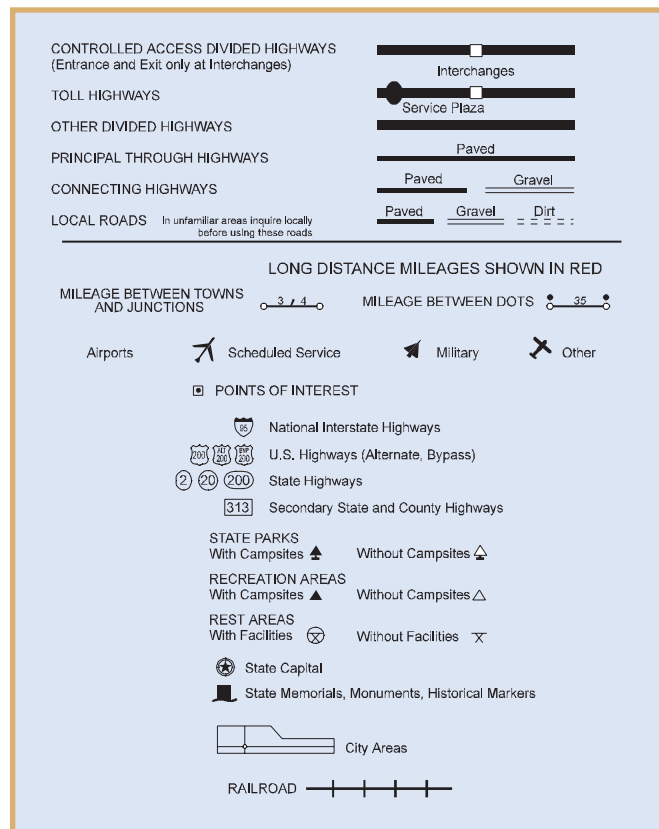 CONTROLLED ACCESS DIVIDED HIGHWAYS
(Entrance and Exit only at Interchanges)
Interchanges
TOLL HIGHWAYS
Service Plaza
OTHER DIVIDED HIGHWAYS
PRINCIPAL THROUGH HIGHWAYS Paved
CONNECTING HIGHWAYS Paved Gravel
LOCAL ROADS In unfamiliar areas inquire locally Paved Gravel Dirt
before using these roads
LONG DISTANCE MILEAGES SHOWN IN RED
MILEAGE BETWEEN TOWNS 3 / 4 MILEAGE BETWEEN DOTS 35
AND JUNCTIONS
Airports Scheduled Service Military Other
POINTS OF INTEREST
95 National Interstate Highways
200 ALT 200 BYP 200 U.S. Highways (Alternate, Bypass)
2 20 200 State Highways
313 Secondary State and County Highways
STATE PARKS
With Campsites Without Campsites
RECREATION AREAS
With Campsites Without Campsites
REST AREAS
With Facilities Without Facilities
State Capital
State Memorials, Monuments, Historical Markers
City Areas
RAILROAD